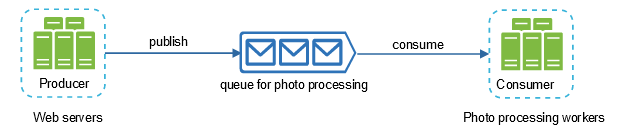 publish
consume
Producer
queue for photo processing
Consumer
Web servers
Photo processing workers